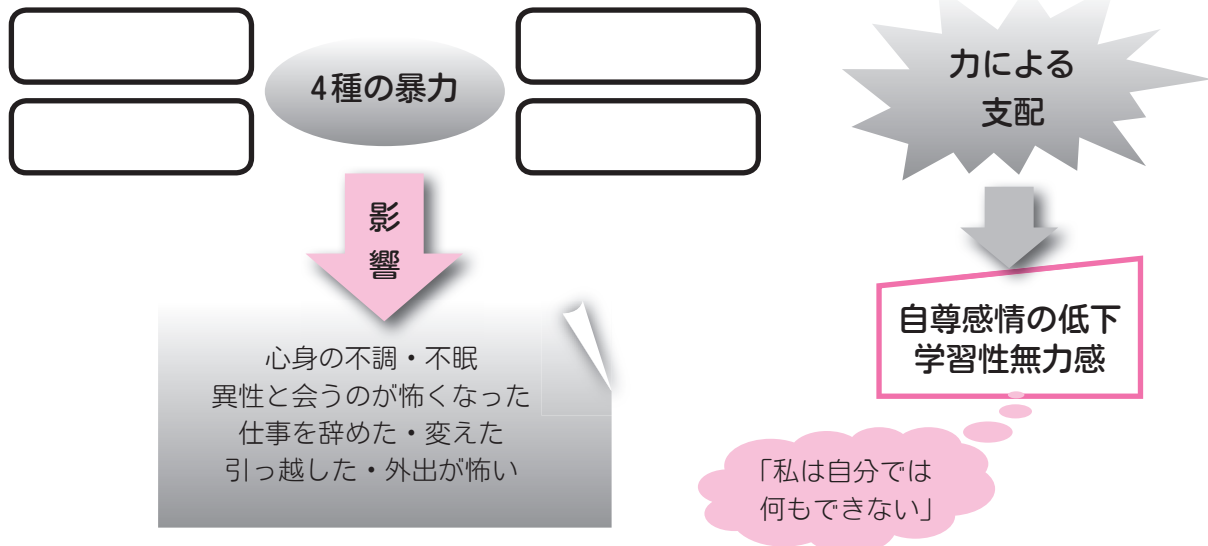 4種の暴力
影
響
心身の不調・不眠
異性と会うのが怖くなった
仕事を辞めた・変えた
引っ越した・外出が怖い
力による
支配
自尊感情の低下
学習性無力感
「私は自分では
何もできない」